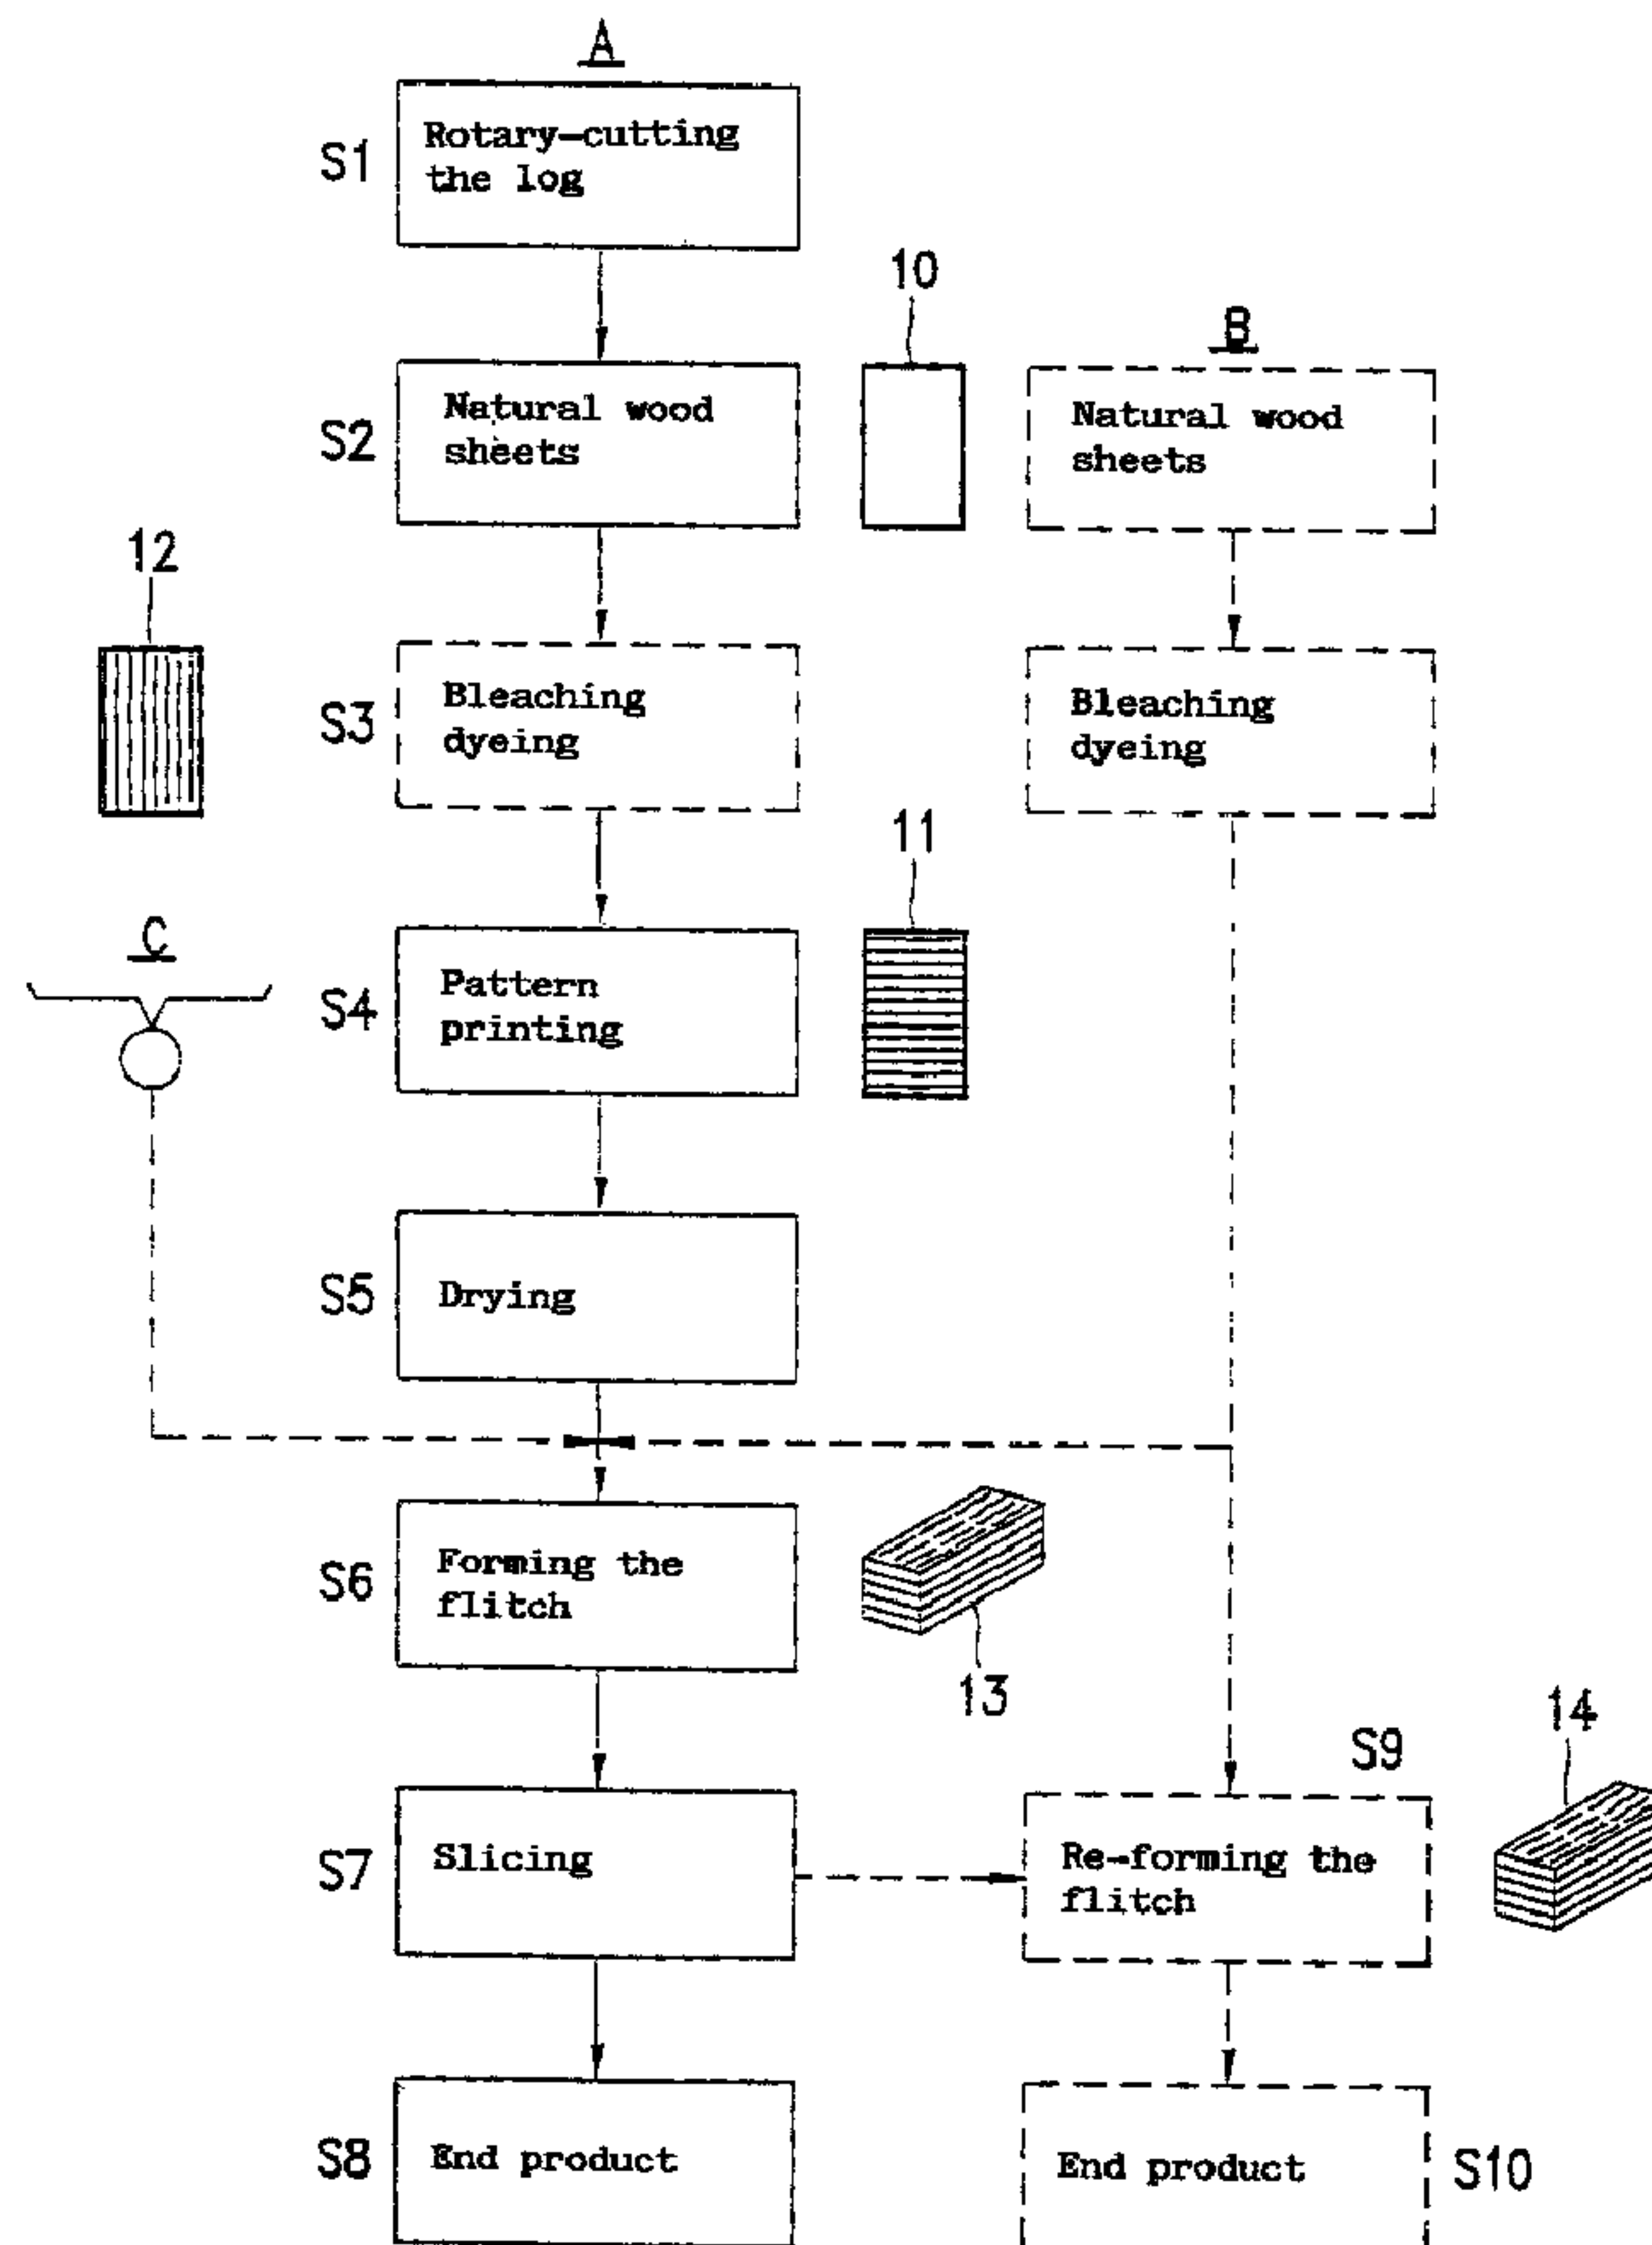 A
S1
Rotary-cutting
the log
10
B
S2
Natural wood
sheets
Natural wood
sheets
12
S3
Bleaching
dyeing
Bleaching
dyeing
11
C
S4
Pattern
printing
S5
Drying
S6
Forming the
flitch
13
14
S9
S7
Slicing
Re-forming the
flitch
S8
End product
End product
S10